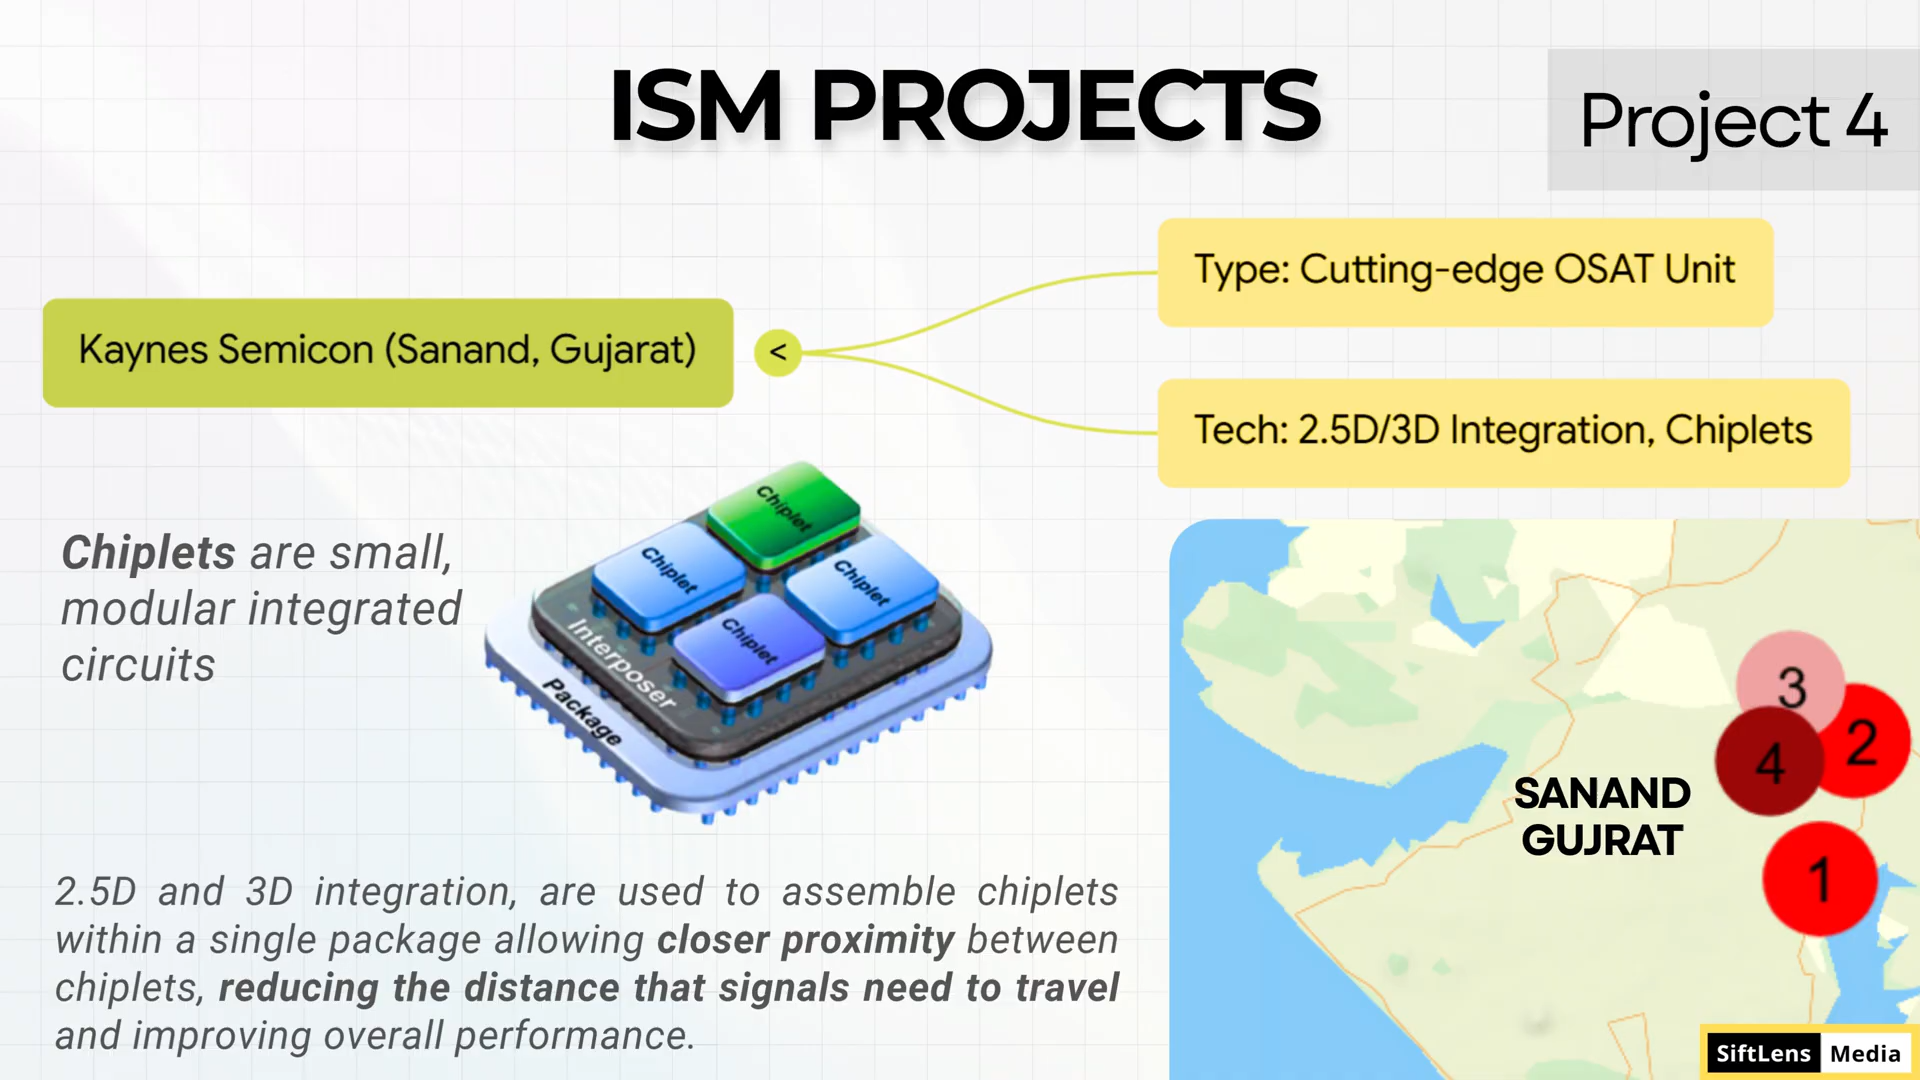 ISM PROJECTS
Project 4
Type: Cutting-edge OSAT Unit
Kaynes Semicon (Sanand, Gujarat)
<
Tech: 2.5D/3D Integration, Chiplets
Chiplets are small,
modular integrated
circuits
Chiplet
Chiplet
Chiplet
Chiplet
Interposer
Package
3
2
4
1
SANAND
GUJRAT
2.5D and 3D integration, are used to assemble chiplets
within a single package allowing closer proximity between
chiplets, reducing the distance that signals need to travel
and improving overall performance.
SiftLens Media